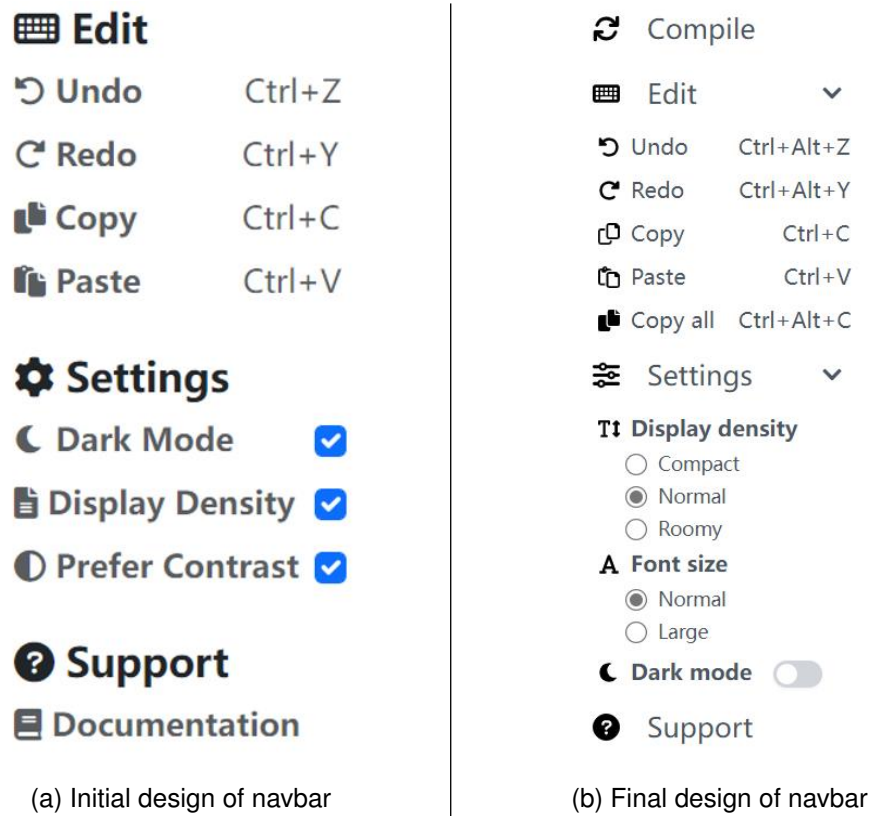 Edit
Undo Ctrl+Z
Redo Ctrl+Y
Copy Ctrl+C
Paste Ctrl+V
Settings
Dark Mode
Display Density
Prefer Contrast
Support
Documentation
(a) Initial design of navbar
Compile
Edit
Undo Ctrl+Alt+Z
Redo Ctrl+Alt+Y
Copy Ctrl+C
Paste Ctrl+V
Copy all Ctrl+Alt+C
Settings
Display density
Compact
Normal
Roomy
Font size
Normal
Large
Dark mode
Support
(b) Final design of navbar